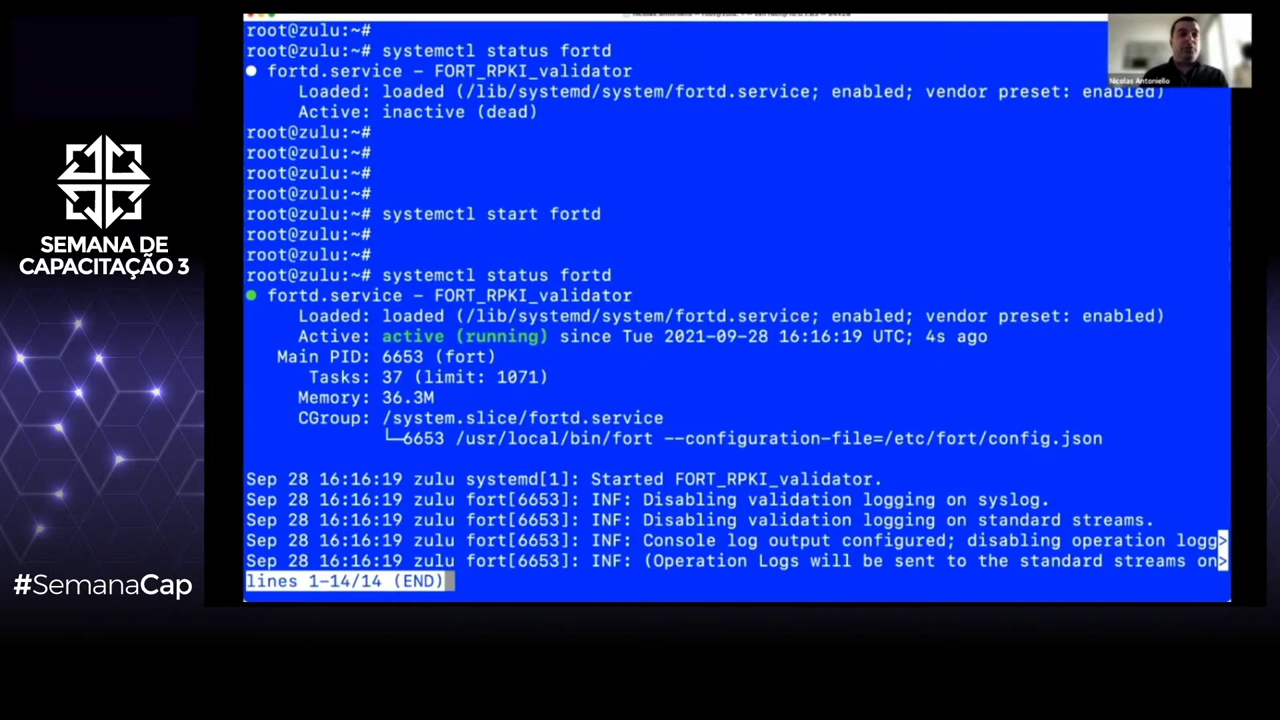 root@zulu:~#
root@zulu:~# systemctl status fortd
fortd.service - FORT_RPKI_validator
Loaded: loaded (/lib/systemd/system/fortd.service; enabled; vendor preset: enabled)
Active: inactive (dead)
root@zulu:~#
root@zulu:~#
root@zulu:~#
root@zulu:~#
root@zulu:~# systemctl start fortd
root@zulu:~#
root@zulu:~#
root@zulu:~# systemctl status fortd
fortd.service - FORT_RPKI_validator
Loaded: loaded (/lib/systemd/system/fortd.service; enabled; vendor preset: enabled)
Active: active (running) since Tue 2021-09-28 16:16:19 UTC; 4s ago
Main PID: 6653 (fort)
Tasks: 37 (limit: 1071)
Memory: 36.3M
CGroup: /system.slice/fortd.service
└─6653 /usr/local/bin/fort --configuration-file=/etc/fort/config.json
Sep 28 16:16:19 zulu systemd[1]: Started FORT_RPKI_validator.
Sep 28 16:16:19 zulu fort[6653]: INF: Disabling validation logging on syslog.
Sep 28 16:16:19 zulu fort[6653]: INF: Disabling validation logging on standard streams.
Sep 28 16:16:19 zulu fort[6653]: INF: Console log output configured; disabling operation logg>
Sep 28 16:16:19 zulu fort[6653]: INF: (Operation Logs will be sent to the standard streams on>
lines 1-14/14 (END)
Nicolas Antoniello
SEMANA DE
CAPACITAÇÃO 3
#SemanaCap